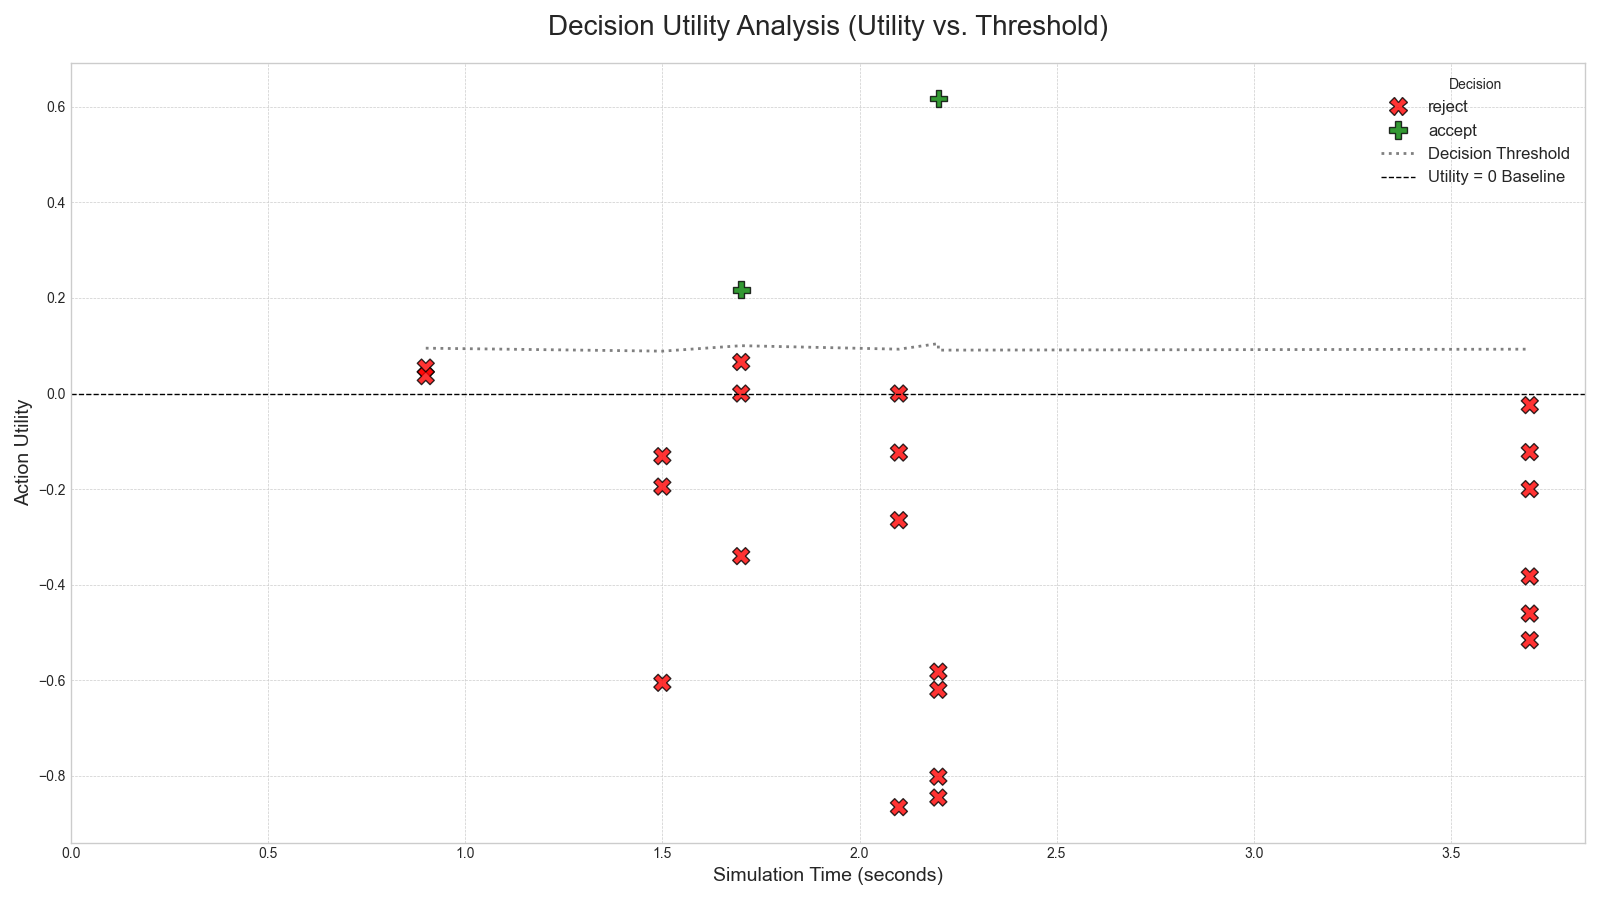 Decision Utility Analysis (Utility vs. Threshold)
Decision
reject
accept
Decision Threshold
Utility = 0 Baseline
Action Utility
0.6
0.4
0.2
0.0
−0.2
−0.4
−0.6
−0.8
0.0 0.5 1.0 1.5 2.0 2.5 3.0 3.5
Simulation Time (seconds)